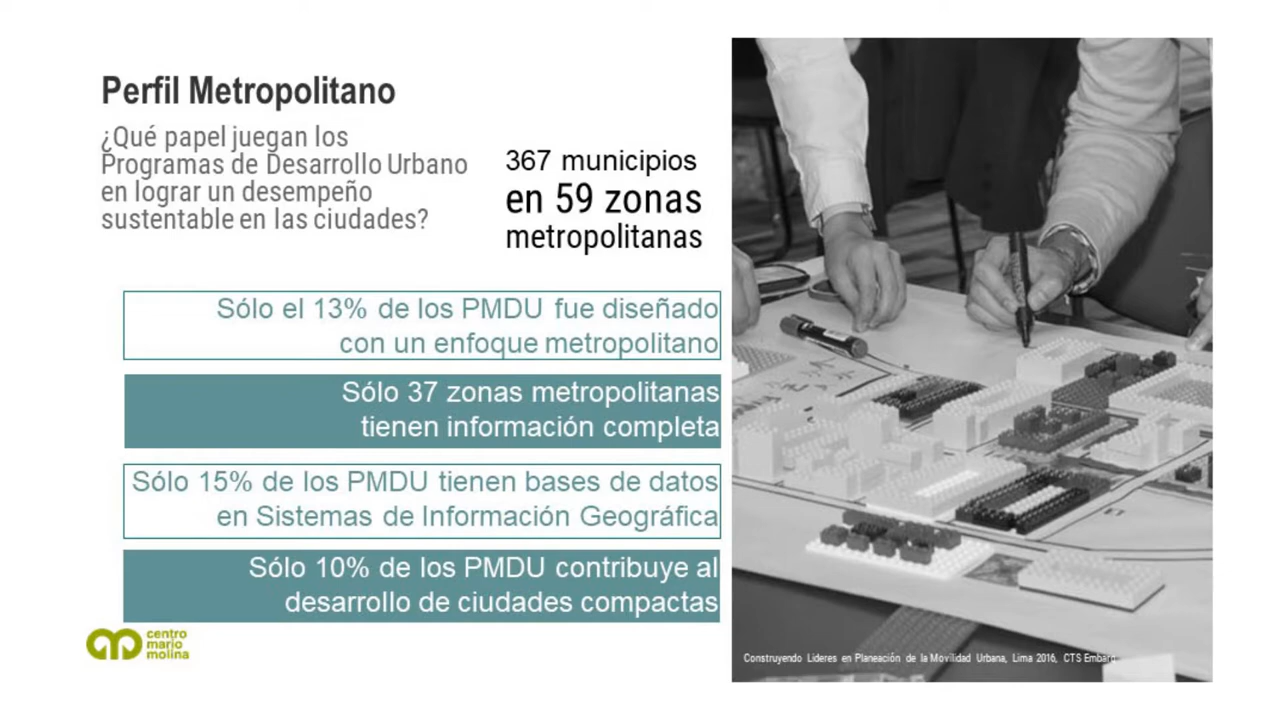 Perfil Metropolitano
¿Qué papel juegan los
Programas de Desarrollo Urbano
en lograr un desempeño
sustentable en las ciudades?
367 municipios
en 59 zonas
metropolitanas
Sólo el 13% de los PMDU fue diseñado
con un enfoque metropolitano
Sólo 37 zonas metropolitanas
tienen información completa
Sólo 15% de los PMDU tienen bases de datos
en Sistemas de Información Geográfica
Sólo 10% de los PMDU contribuye al
desarrollo de ciudades compactas
centro
mario
molina
Construyendo Lideres en Planeación de la Movilidad Urbana, Lima 2016, CTS Embarq